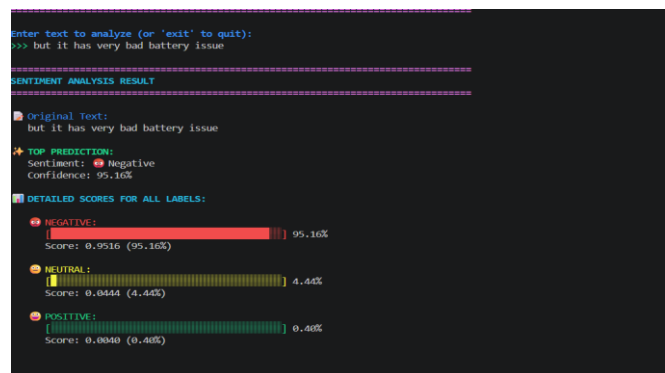 Enter text to analyze (or 'exit' to quit):
>>> but it has very bad battery issue
SENTIMENT ANALYSIS RESULT
Original Text:
but it has very bad battery issue
TOP PREDICTION:
Sentiment: Negative
Confidence: 95.16%
DETAILED SCORES FOR ALL LABELS:
NEGATIVE:
[ ] 95.16%
Score: 0.9516 (95.16%)
NEUTRAL:
[ ] 4.44%
Score: 0.0444 (4.44%)
POSITIVE:
[ ] 0.40%
Score: 0.0040 (0.40%)